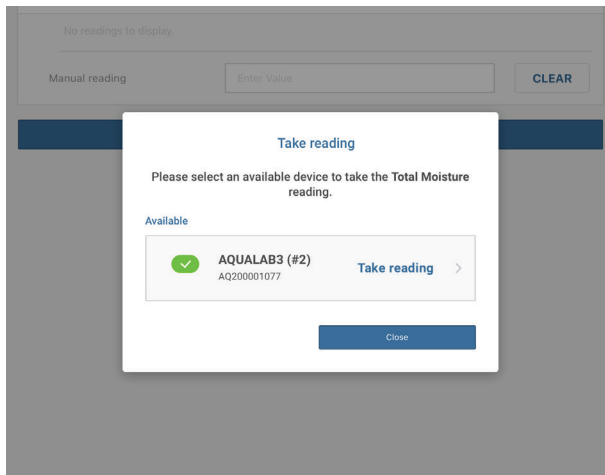 No readings to display.
Manual reading
Enter Value
CLEAR
Take reading
Please select an available device to take the Total Moisture
reading.
Available
AQUALAB3 (#2)
AQ200001077
Take reading
Close